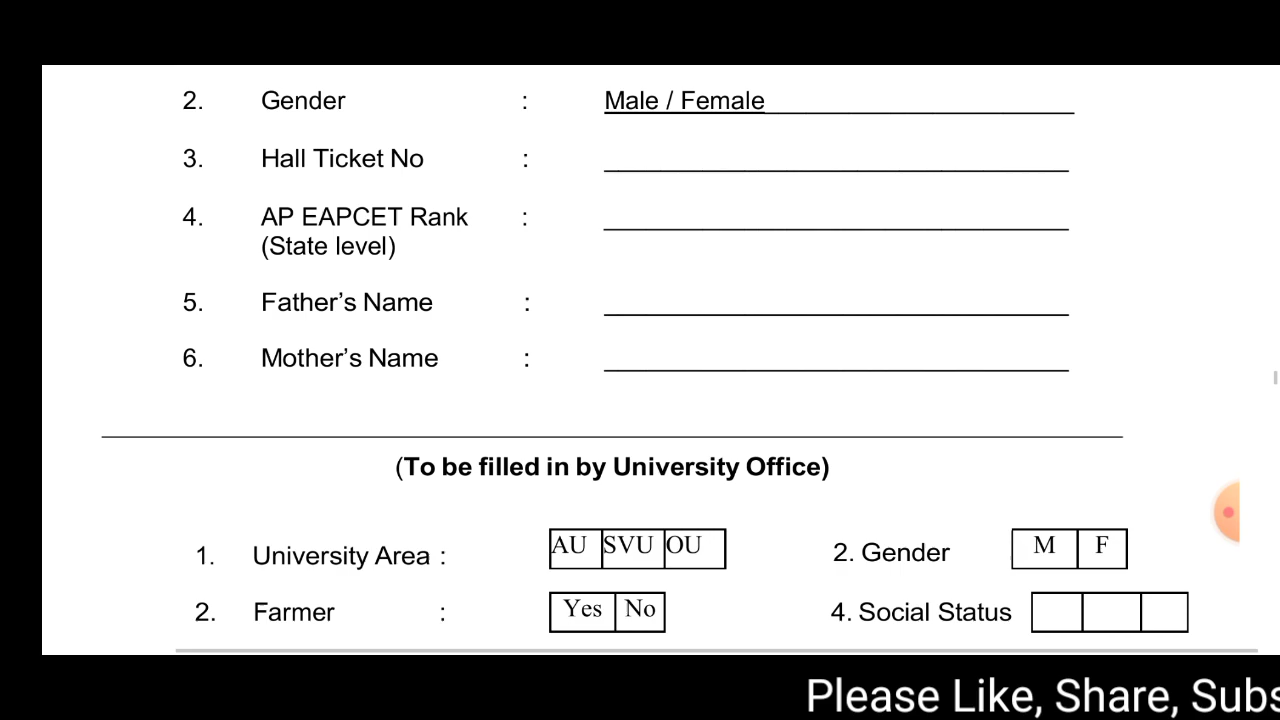 2. Gender : Male / Female
3. Hall Ticket No :
4. AP EAPCET Rank :
(State level)
5. Father’s Name :
6. Mother’s Name :
(To be filled in by University Office)
1. University Area : AU SVU OU 2. Gender M F
2. Farmer : Yes No 4. Social Status
Please Like, Share, Subs